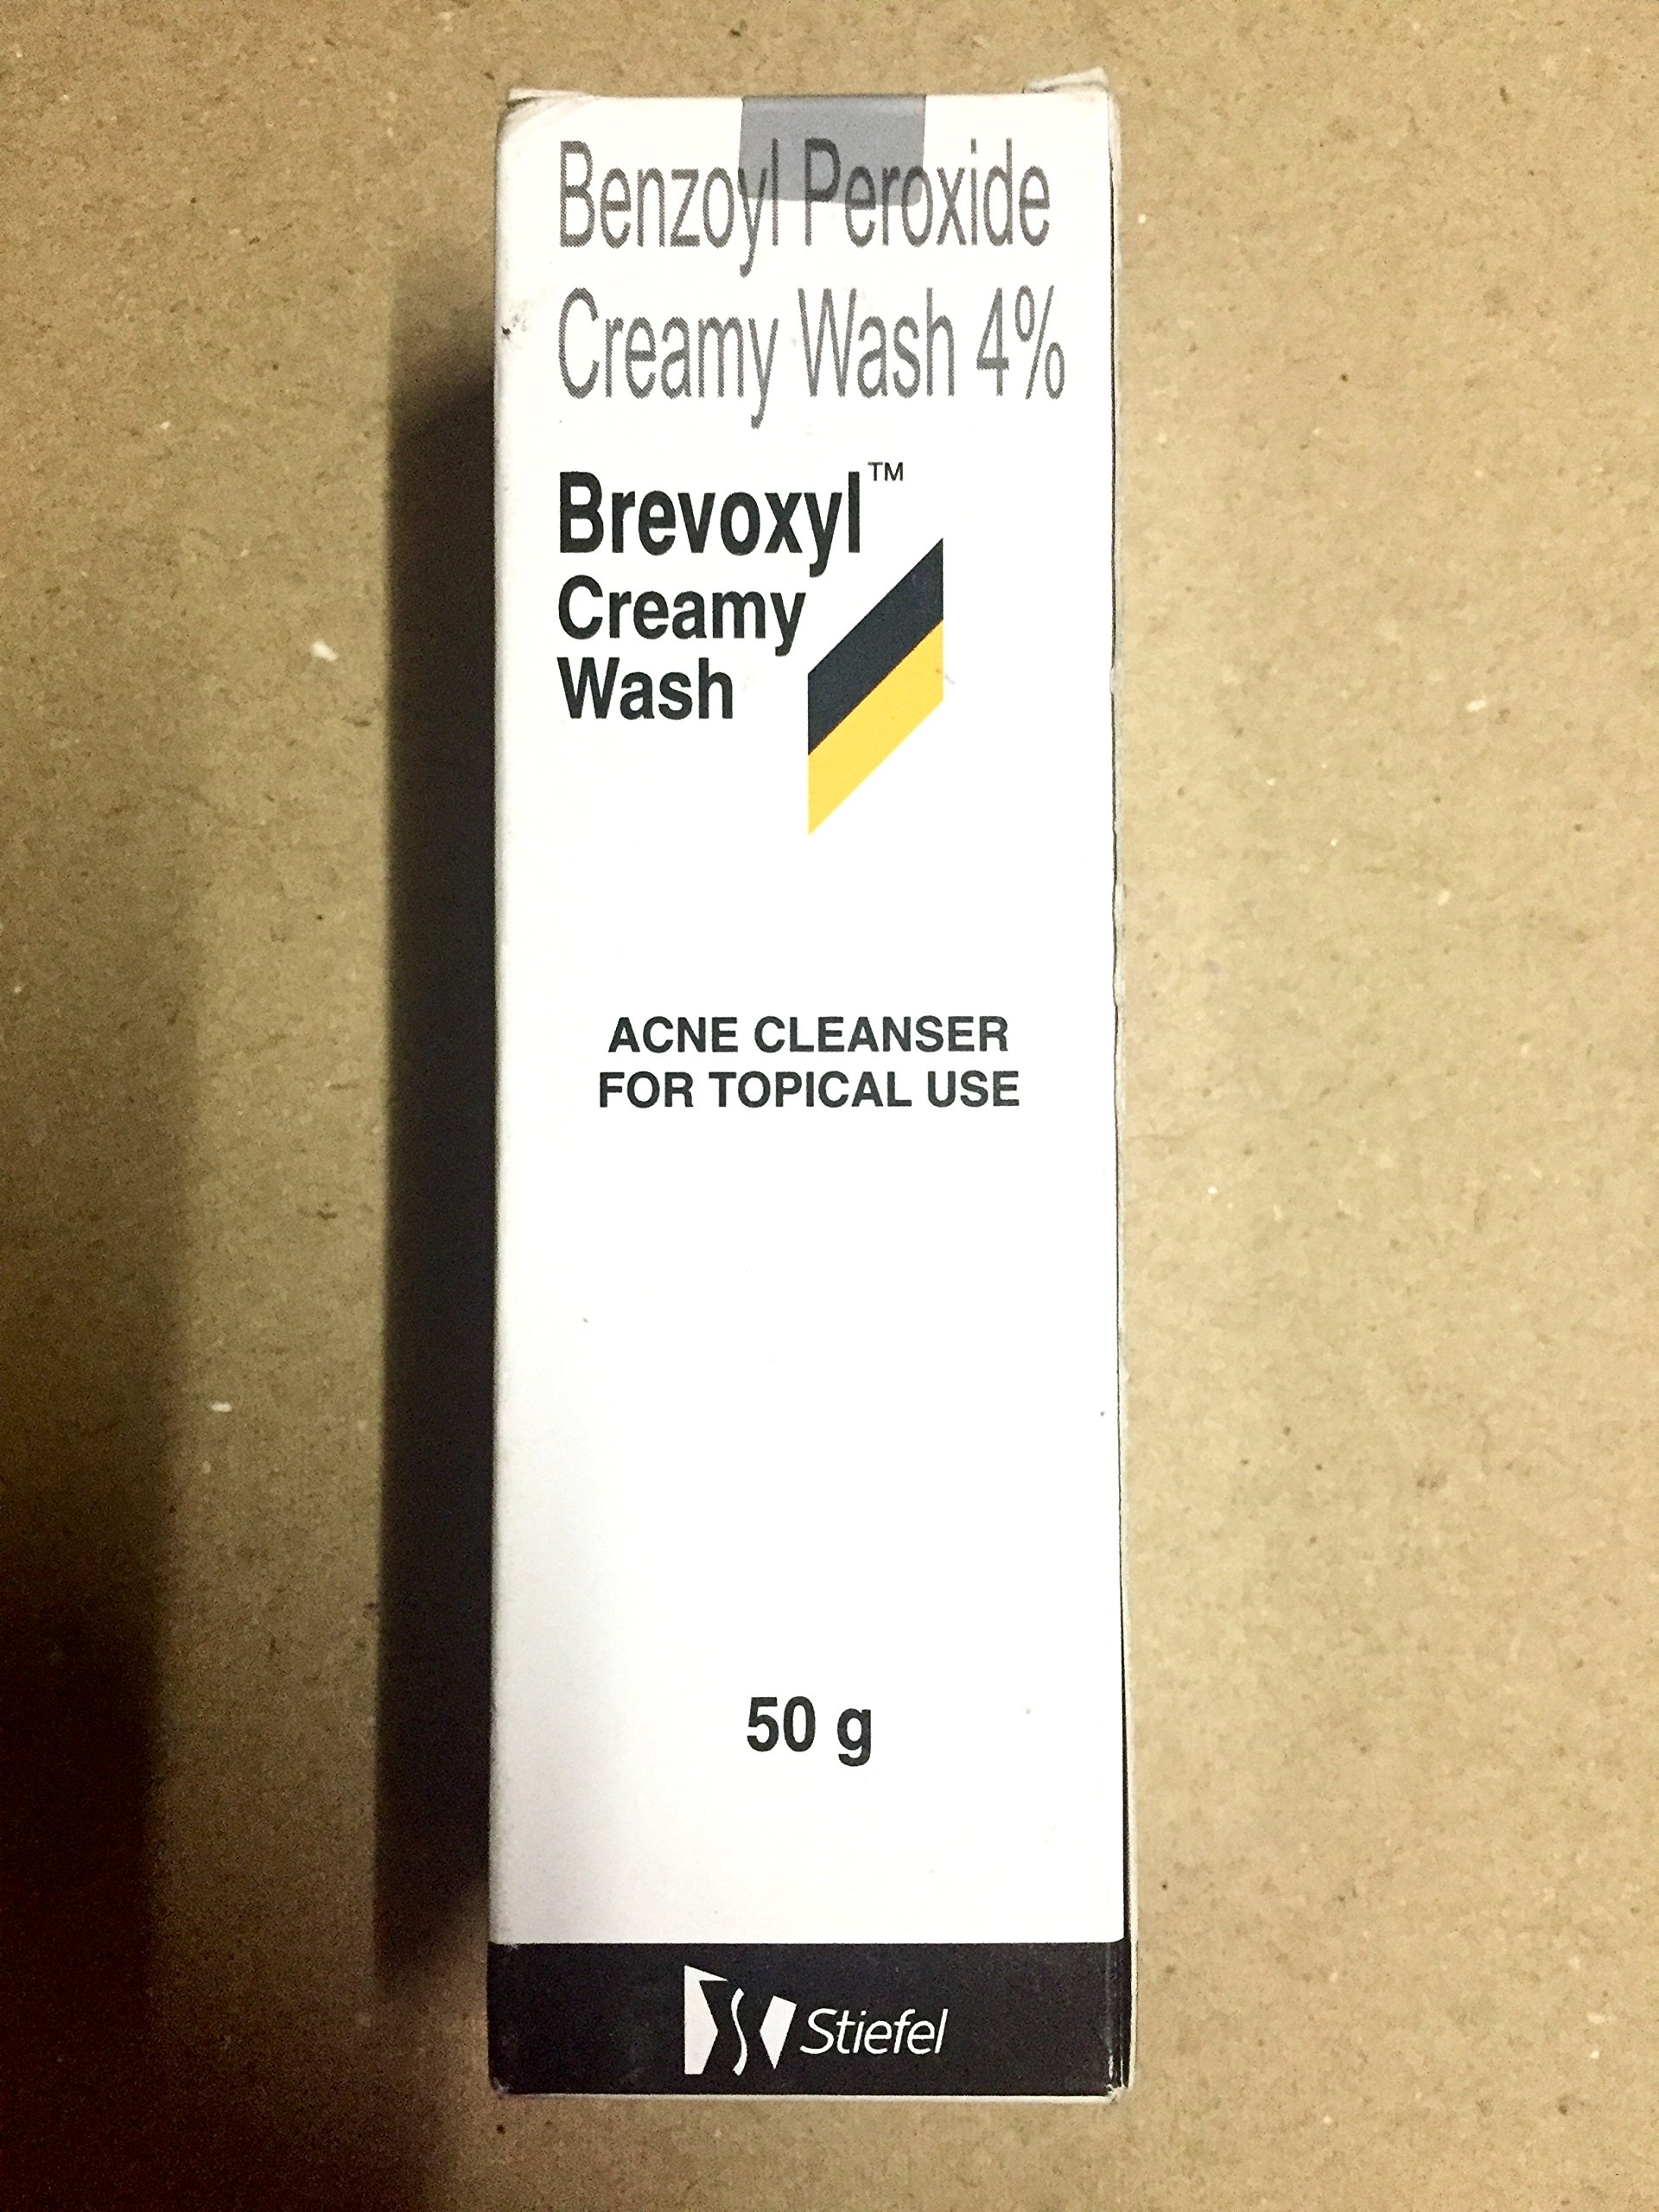 Benzoyl Peroxide
Creamy Wash 4%
Brevoxyl™
Creamy
Wash
ACNE CLEANSER
FOR TOPICAL USE
50 g
Stiefel